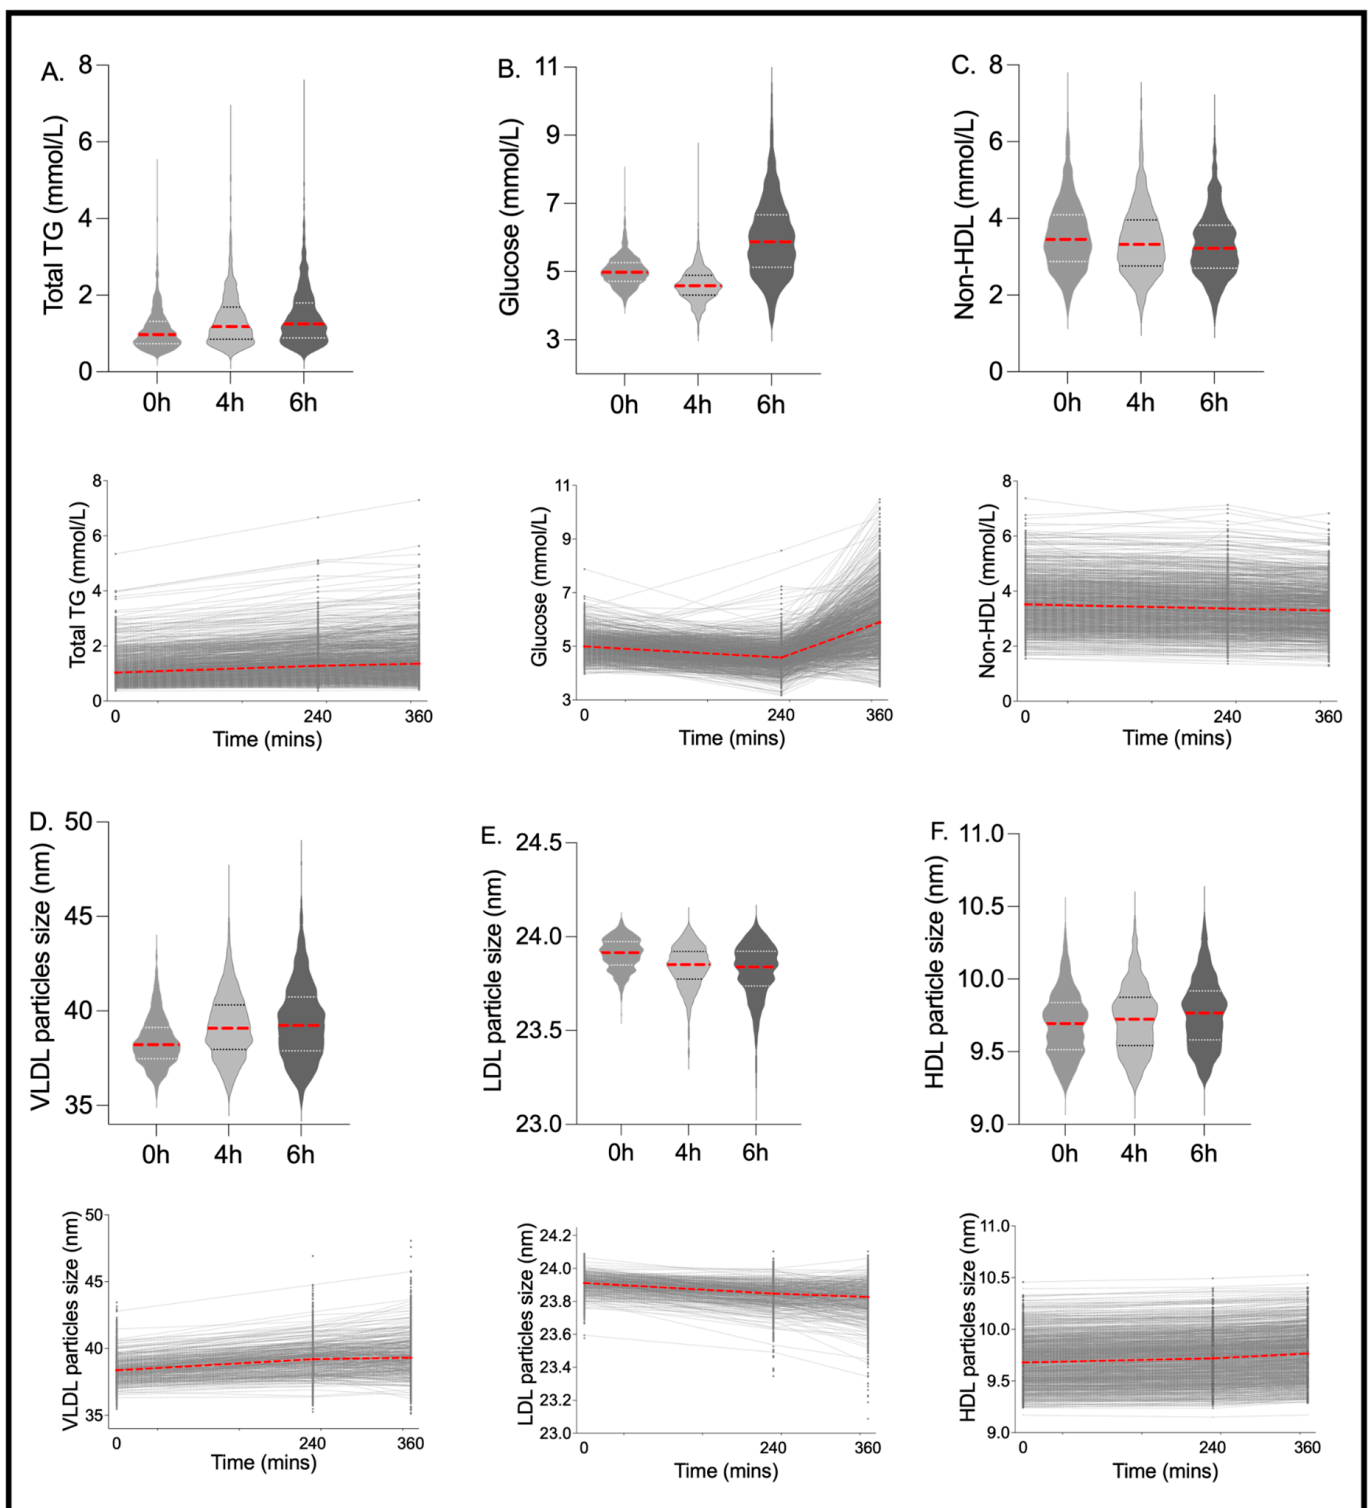 A.
Total TG (mmol/L)
8
6
4
2
0
0h 4h 6h
B.
Glucose (mmol/L)
11
9
7
5
3
0h 4h 6h
C.
Non-HDL (mmol/L)
8
6
4
2
0
0h 4h 6h
Total TG (mmol/L)
8
6
4
2
0
0 240 360
Time (mins)
Glucose (mmol/L)
11
9
7
5
3
0 240 360
Time (mins)
Non-HDL (mmol/L)
8
6
4
2
0
0 240 360
Time (mins)
D.
VLDL particles size (nm)
50
45
40
35
0h 4h 6h
E.
LDL particle size (nm)
24.5
24.0
23.5
23.0
0h 4h 6h
F.
HDL particle size (nm)
11.0
10.5
10.0
9.5
9.0
0h 4h 6h
VLDL particles size (nm)
50
45
40
35
0 240 360
Time (mins)
LDL particles size (nm)
24.2
24.0
23.8
23.6
23.4
23.2
23.0
0 240 360
Time (mins)
HDL particles size (nm)
11.0
10.5
10.0
9.5
9.0
0 240 360
Time (mins)